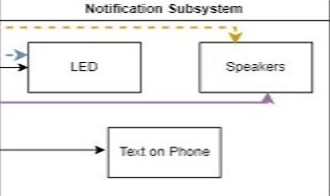 Notification Subsystem
LED
Speakers
Text on Phone